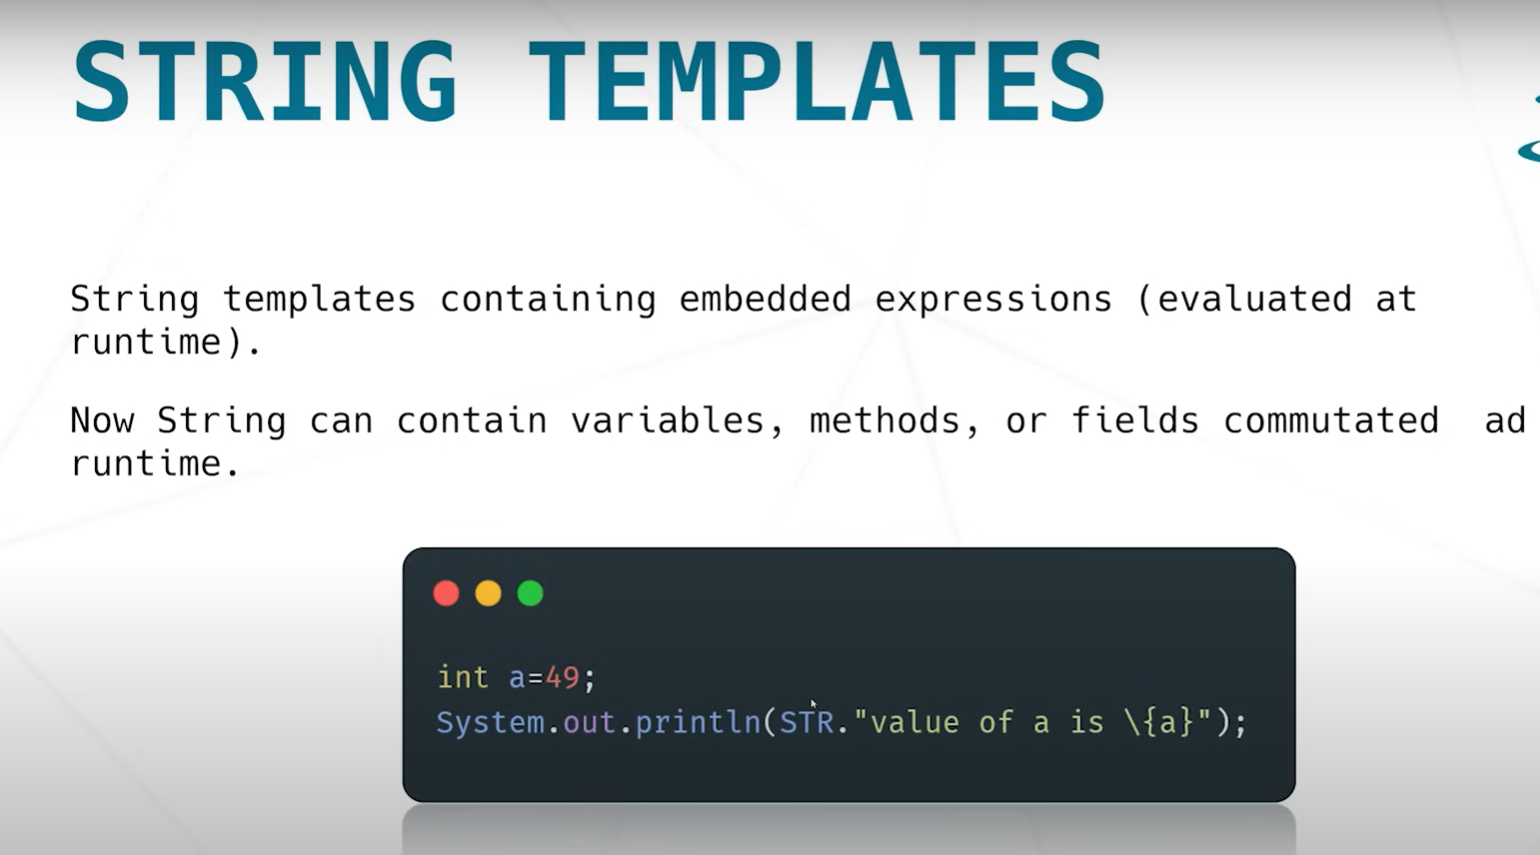 STRING TEMPLATES
String templates containing embedded expressions (evaluated at
runtime).
Now String can contain variables, methods, or fields commutated  ad
runtime.
int a=49;
System.out.println(STR."value of a is \{a}");